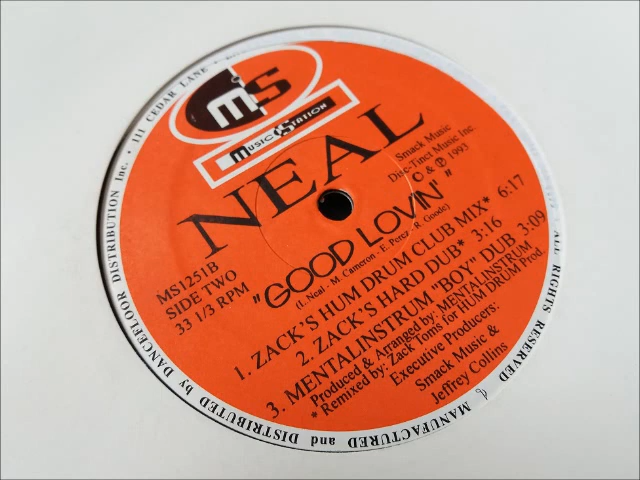 mS
MUSIC STATION
NEAL
Smack Music
Disc-Tinct Music Inc.
© & ℗ 1993
MS1251B
SIDE TWO
33 1/3 RPM
"GOOD LOVIN'"
(I. Neal - M. Cameron - E. Perez - R. Goode)
1. ZACK'S HUM DRUM CLUB MIX* 6:17
2. ZACK'S HARD DUB* 3:16
3. MENTALINSTRUM "BOY" DUB 3:09
Produced & Arranged by: MENTALINSTRUM
* Remixed by: Zack Toms for HUM DRUM Prod.
Executive Producers:
Smack Music &
Jeffrey Collins
MANUFACTURED and DISTRIBUTED by DANCEFLOOR DISTRIBUTION Inc. • 111 CEDAR LANE
ALL RIGHTS RESERVED